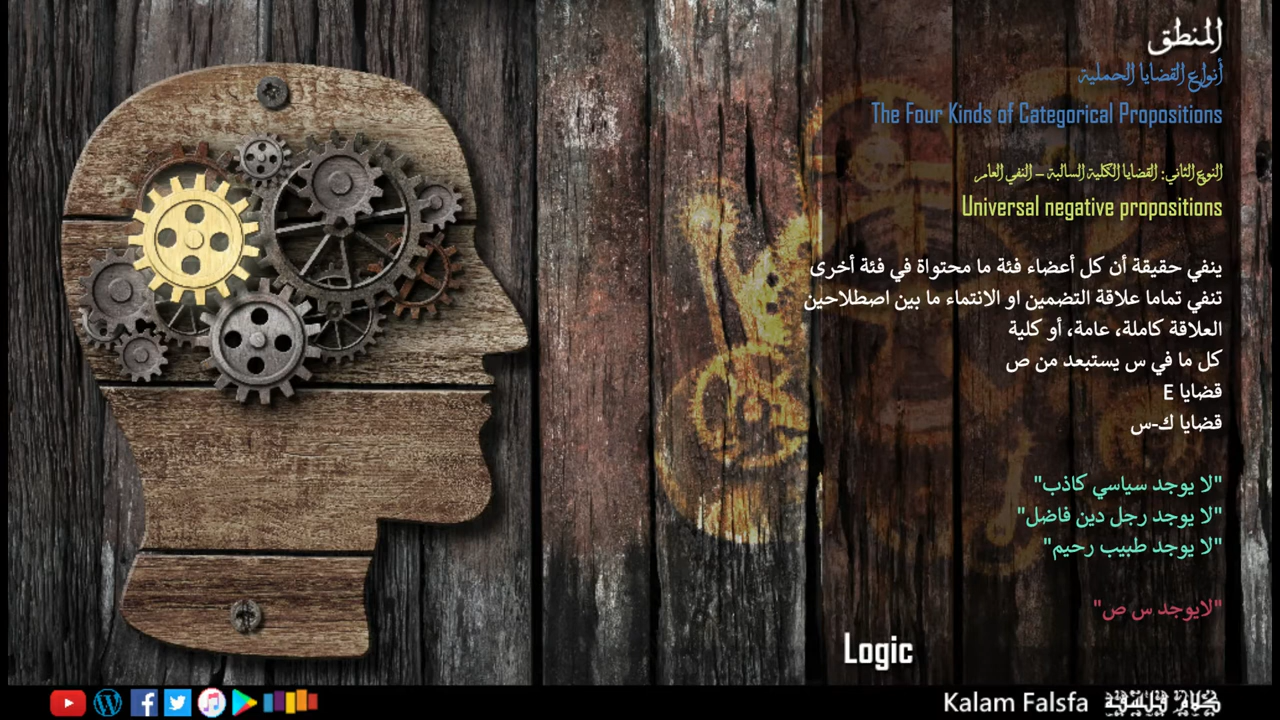 المنطق
أنواع القضايا الحملية
The Four Kinds of Categorical Propositions
النوع الثاني: القضايا الكلية السالبة – النفي العام
Universal negative propositions
ينفي حقيقة أن كل أعضاء فئة ما محتواة في فئة أخرى
تنفي تماما علاقة التضمين او الانتماء ما بين اصطلاحين
العلاقة كاملة، عامة، أو كلية
كل ما في س يستبعد من ص
قضايا E
قضايا ك-س
"لا يوجد سياسي كاذب"
"لا يوجد رجل دين فاضل"
"لا يوجد طبيب رحيم"
"لايوجد س ص"
Logic
Kalam Falsfa كلام فلسفة